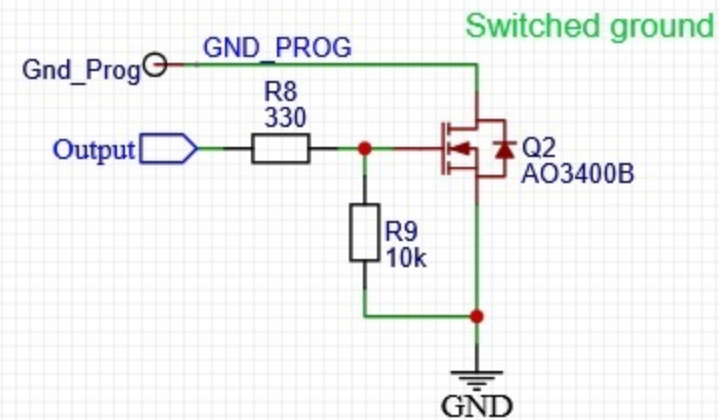 Switched ground
GND_PROG
Gnd_Prog
R8
330
Output
Q2
AO3400B
R9
10k
GND